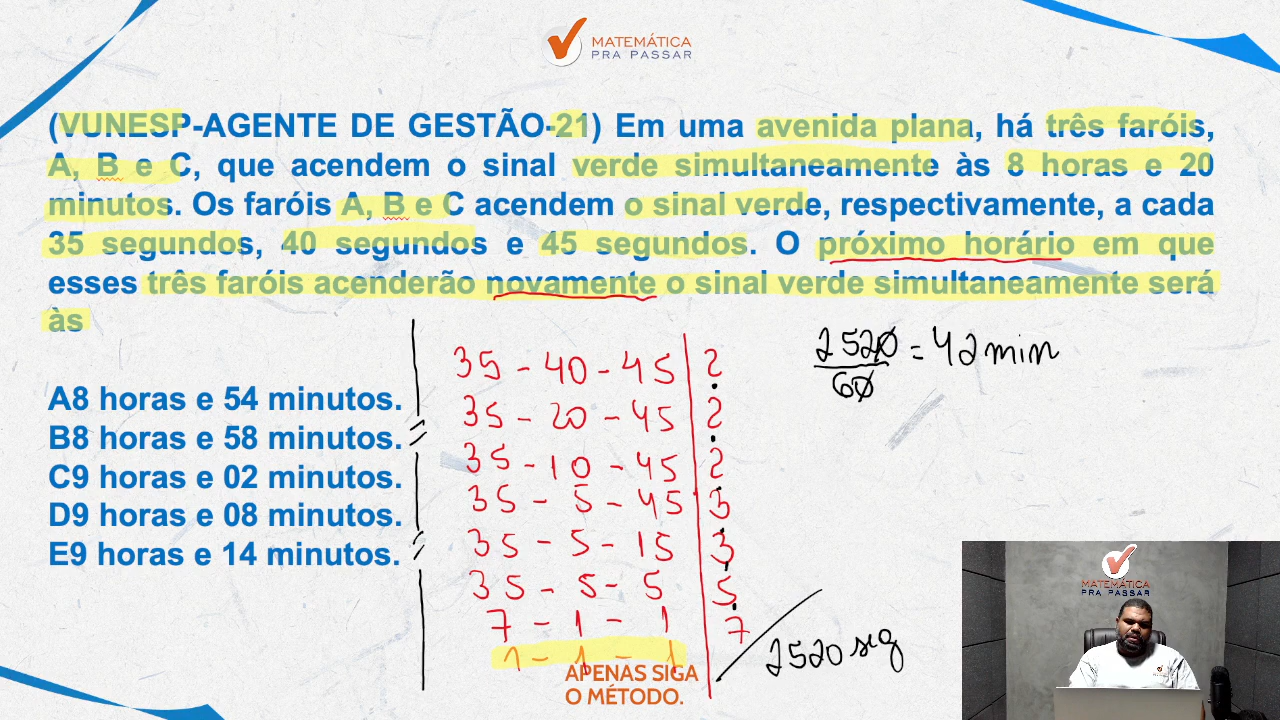 MATEMÁTICA
PRA PASSAR
(VUNESP-AGENTE DE GESTÃO-21) Em uma avenida plana, há três faróis,
A, B e C, que acendem o sinal verde simultaneamente às 8 horas e 20
minutos. Os faróis A, B e C acendem o sinal verde, respectivamente, a cada
35 segundos, 40 segundos e 45 segundos. O próximo horário em que
esses três faróis acenderão novamente o sinal verde simultaneamente será
às
A8 horas e 54 minutos.
B8 horas e 58 minutos.
C9 horas e 02 minutos.
D9 horas e 08 minutos.
E9 horas e 14 minutos.
35 - 40 - 45 2
35 - 20 - 45 2
35 - 10 - 45 2
35 - 5 - 45 3
35 - 5 - 15 3
35 - 5 - 5 5
7 - 1 - 1 7
1 - 1 - 1
2520 seg
2520 = 42 min
60
APENAS SIGA
O MÉTODO.
MATEMÁTICA
PRA PASSAR